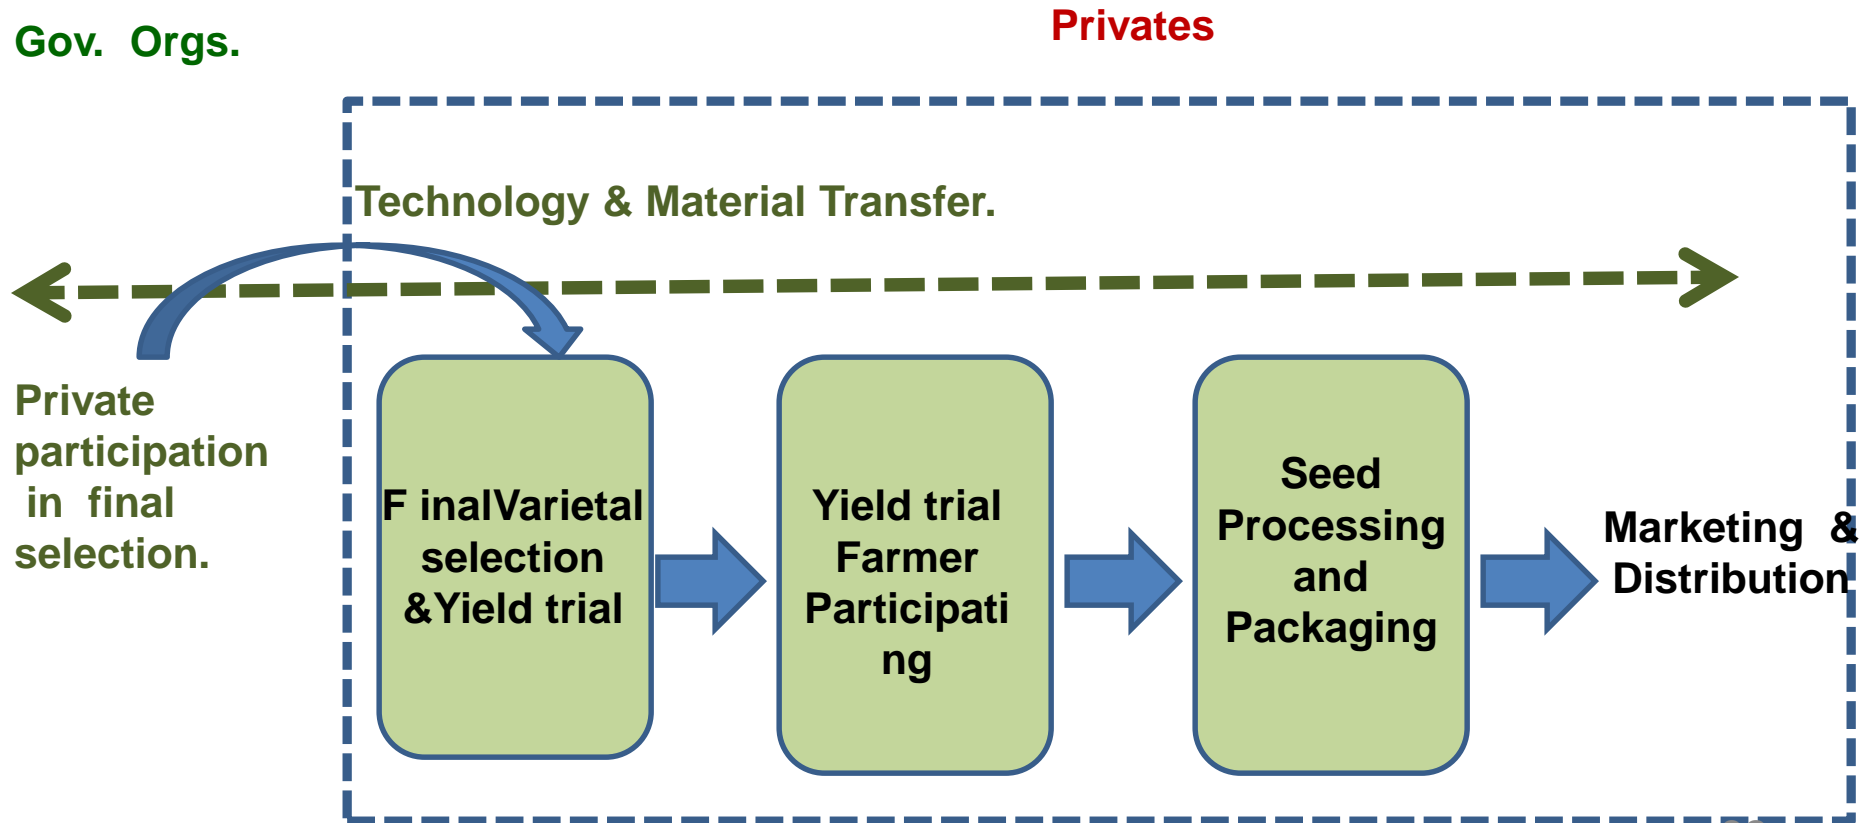 Gov. Orgs.
Privates
Technology & Material Transfer.
Private
participation
in final
selection.
F inalVarietal
selection
&Yield trial
Yield trial
Farmer
Participati
ng
Seed
Processing
and
Packaging
Marketing &
Distribution